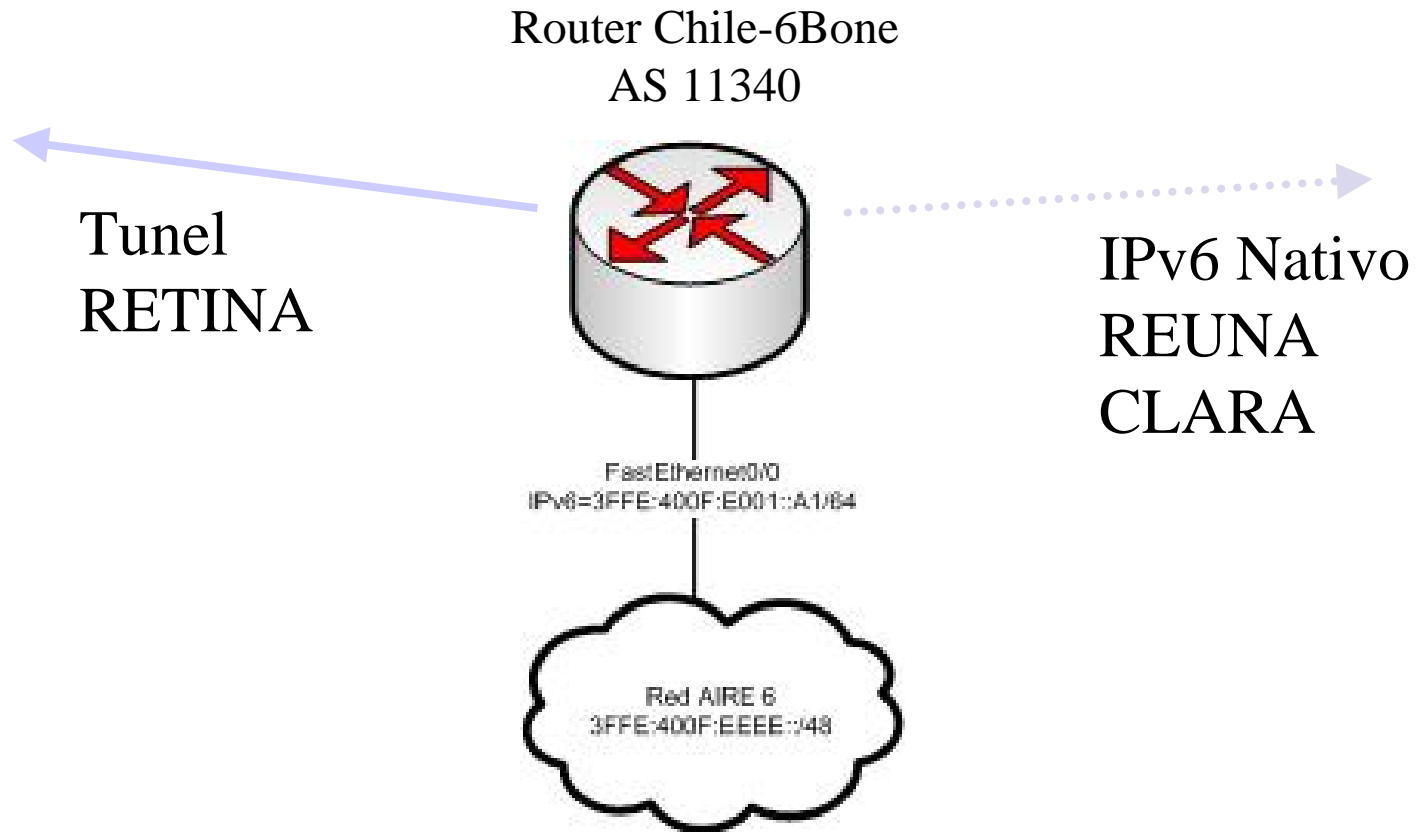 Router Chile-6Bone
AS 11340
Tunel
RETINA
IPv6 Nativo
REUNA
CLARA
FastEthernet0/0
IPv6=3FFE:400F:E001::A1/64
Red AIRE 6
3FFE:400F:EEEE::/48